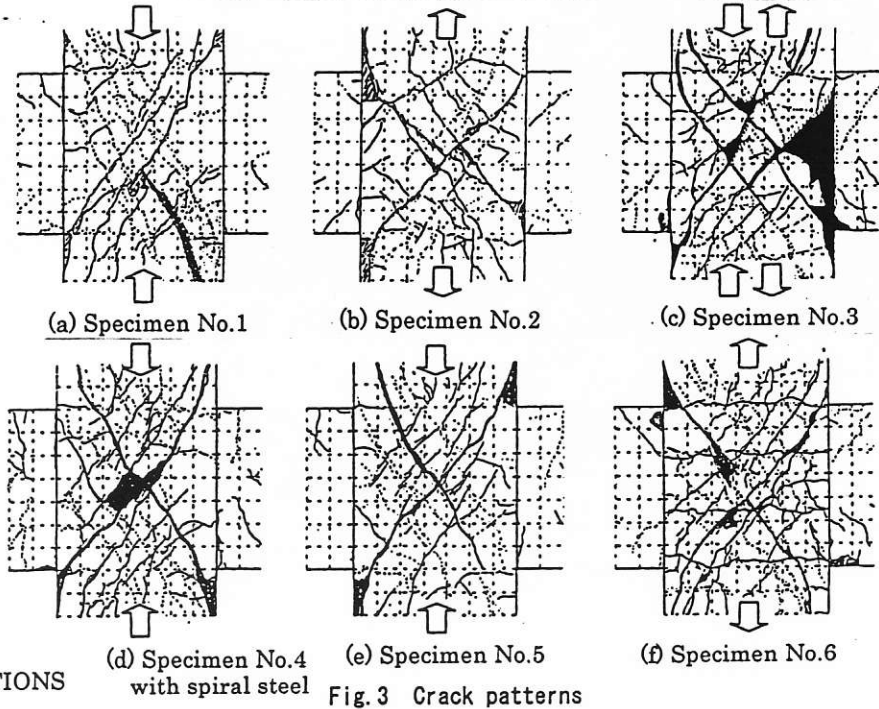 (a) Specimen No.1
(b) Specimen No.2
(c) Specimen No.3
(d) Specimen No.4
with spiral steel
(e) Specimen No.5
(f) Specimen No.6
TIONS
Fig.3 Crack patterns